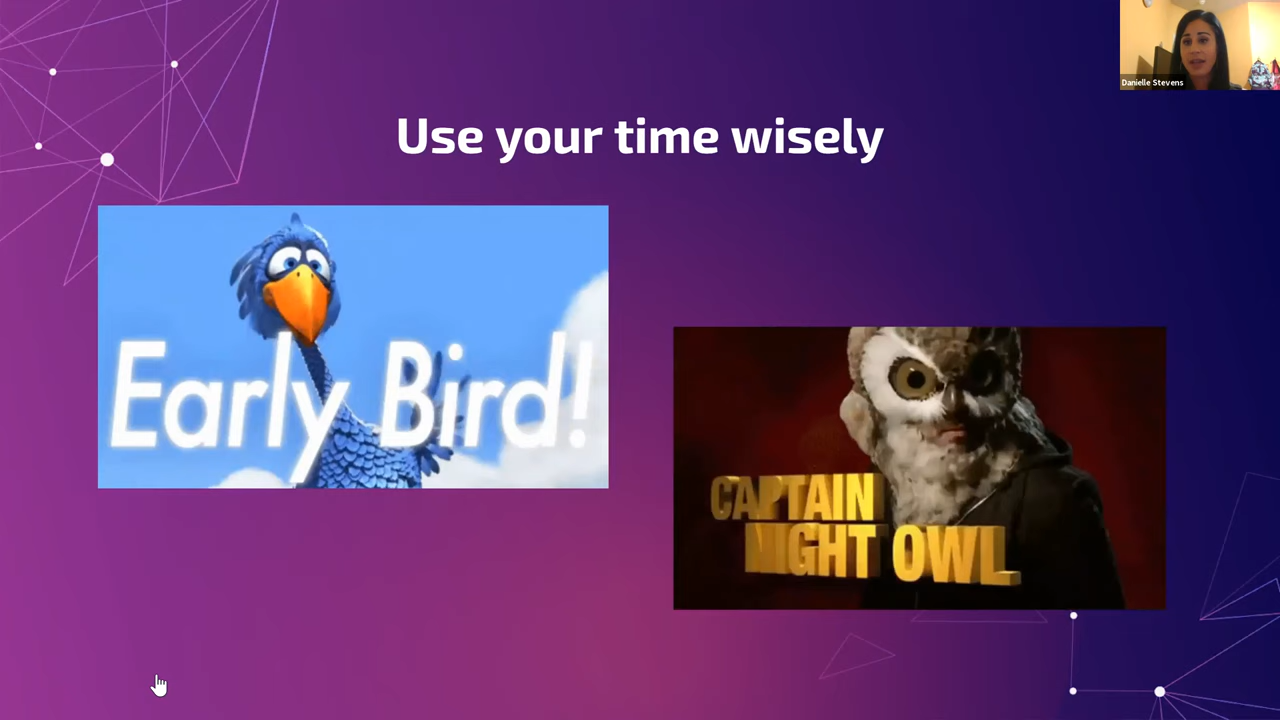 Danielle Stevens
Use your time wisely
Early Bird!
CAPTAIN
NIGHT OWL